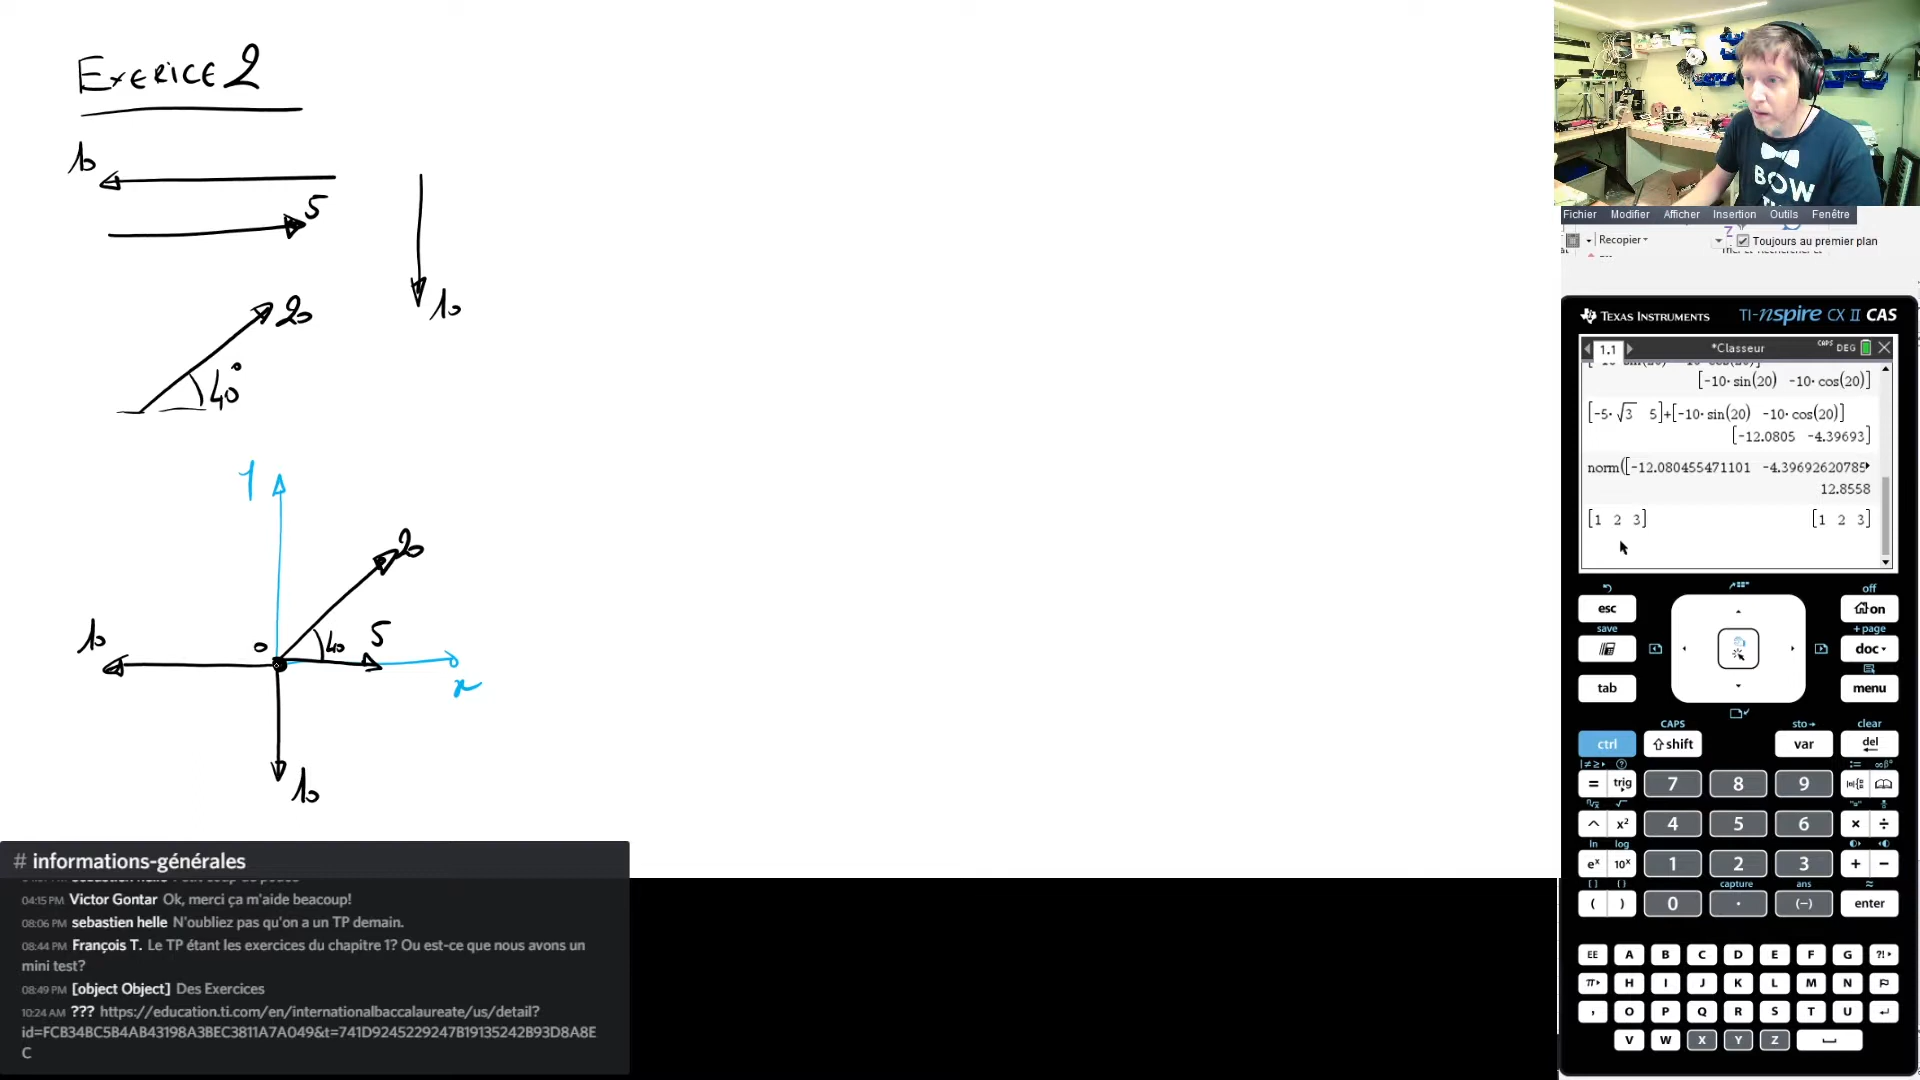 EXERICE 2
10
5
10
20
40°
y
20
10
0
40
5
x
10
# informations-générales
04:15 PM Victor Gontar Ok, merci ça m'aide beacoup!
08:06 PM sebastien helle N'oubliez pas qu'on a un TP demain.
08:44 PM François T. Le TP étant les exercices du chapitre 1? Ou est-ce que nous avons un
mini test?
08:49 PM [object Object] Des Exercices
10:24 AM ??? https://education.ti.com/en/internationalbaccalaureate/us/detail?
id=FCB34BC5B4AB43198A3BEC3811A7A049&t=741D9245229247B19135242B93D8A8E
C
BOW
Fichier Modifier Afficher Insertion Outils Fenêtre
Recopier
Toujours au premier plan
TEXAS INSTRUMENTS TI-nspire CX II CAS
1.1 *Classeur CAPS DEG
[-10·sin(20) -10·cos(20)]
[-5·√3 5]+[-10·sin(20) -10·cos(20)]
[-12.0805 -4.39693]
norm([-12.080455471101 -4.39692620785
12.8558
[1 2 3] [1 2 3]
off
esc on
save + page
doc
tab menu
CAPS sto→ clear
ctrl shift var del
= trig 7 8 9
^ x² 4 5 6 × ÷
ln log
eˣ 10ˣ 1 2 3 + −
[ ] { } capture ans ≈
( ) 0 . (−) enter
EE A B C D E F G ?!
π H I J K L M N
, O P Q R S T U
V W X Y Z